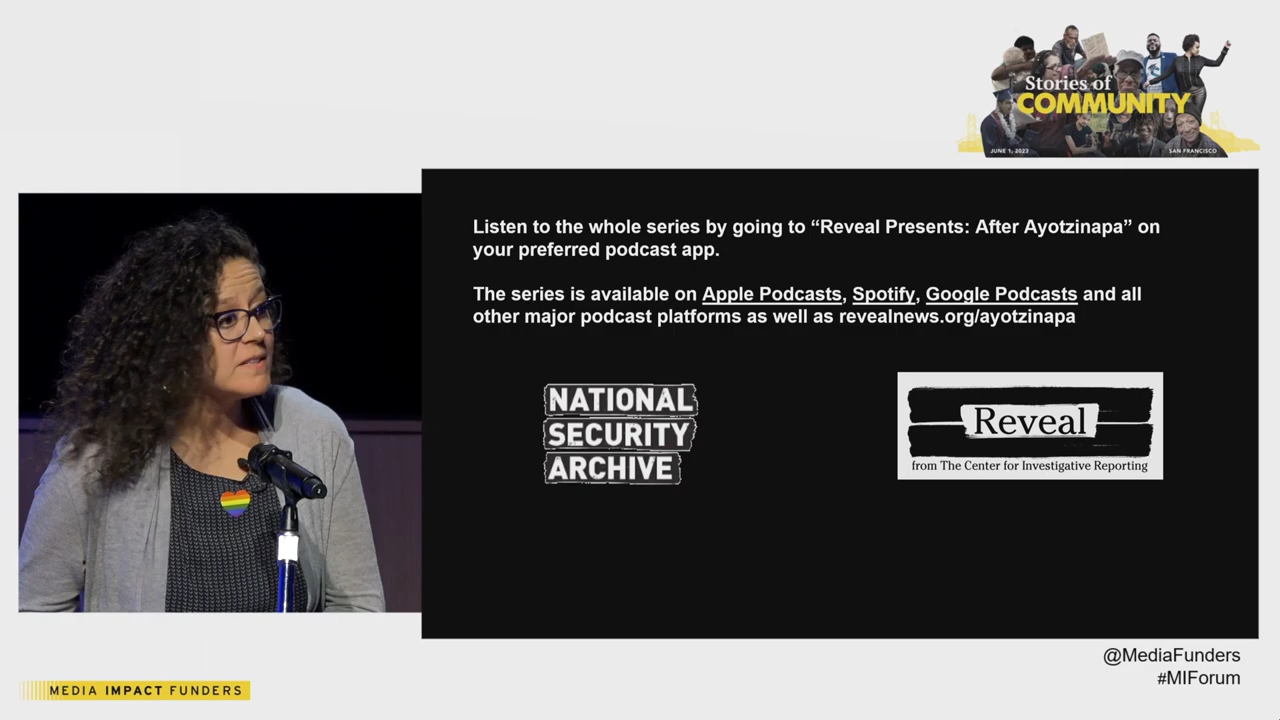 Stories of
COMMUNITY
JUNE 1, 2023
SAN FRANCISCO
Listen to the whole series by going to “Reveal Presents: After Ayotzinapa” on
your preferred podcast app.
The series is available on Apple Podcasts, Spotify, Google Podcasts and all
other major podcast platforms as well as revealnews.org/ayotzinapa
NATIONAL
SECURITY
ARCHIVE
Reveal
from The Center for Investigative Reporting
@MediaFunders
#MIForum
MEDIA IMPACT FUNDERS